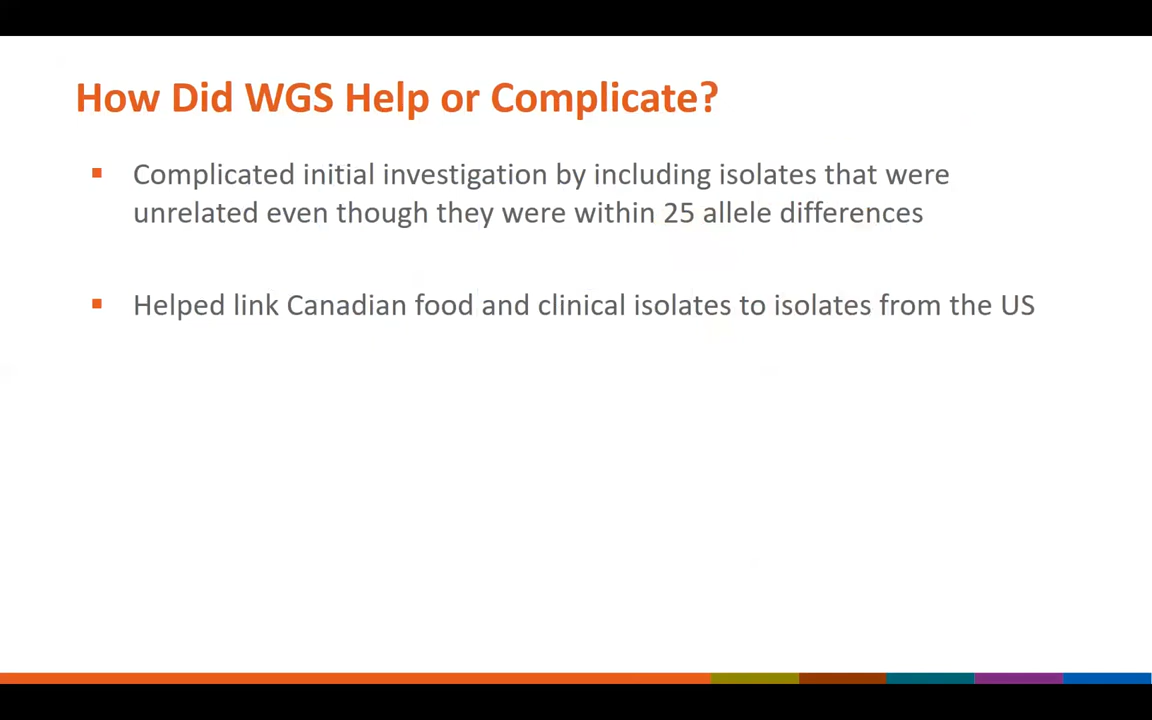 How Did WGS Help or Complicate?
▪ Complicated initial investigation by including isolates that were
unrelated even though they were within 25 allele differences
▪ Helped link Canadian food and clinical isolates to isolates from the US